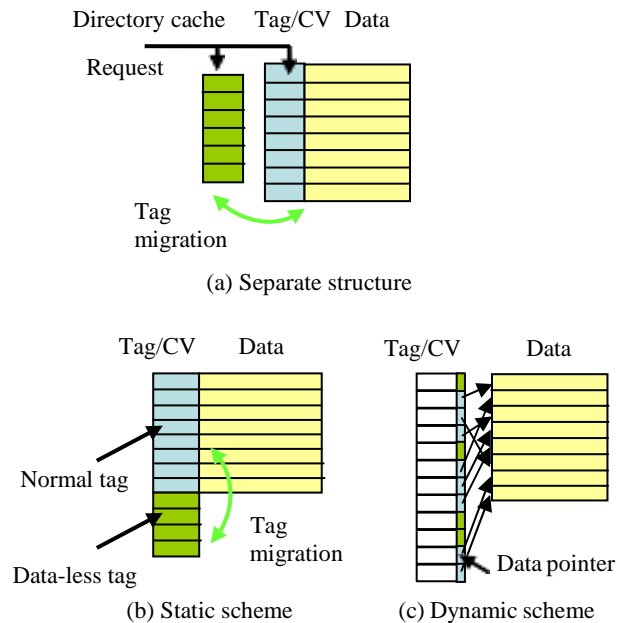 Directory cache Tag/CV Data
Request
Tag
migration
(a) Separate structure
Tag/CV Data
Normal tag
Tag
migration
Data-less tag
(b) Static scheme
Tag/CV Data
Data pointer
(c) Dynamic scheme